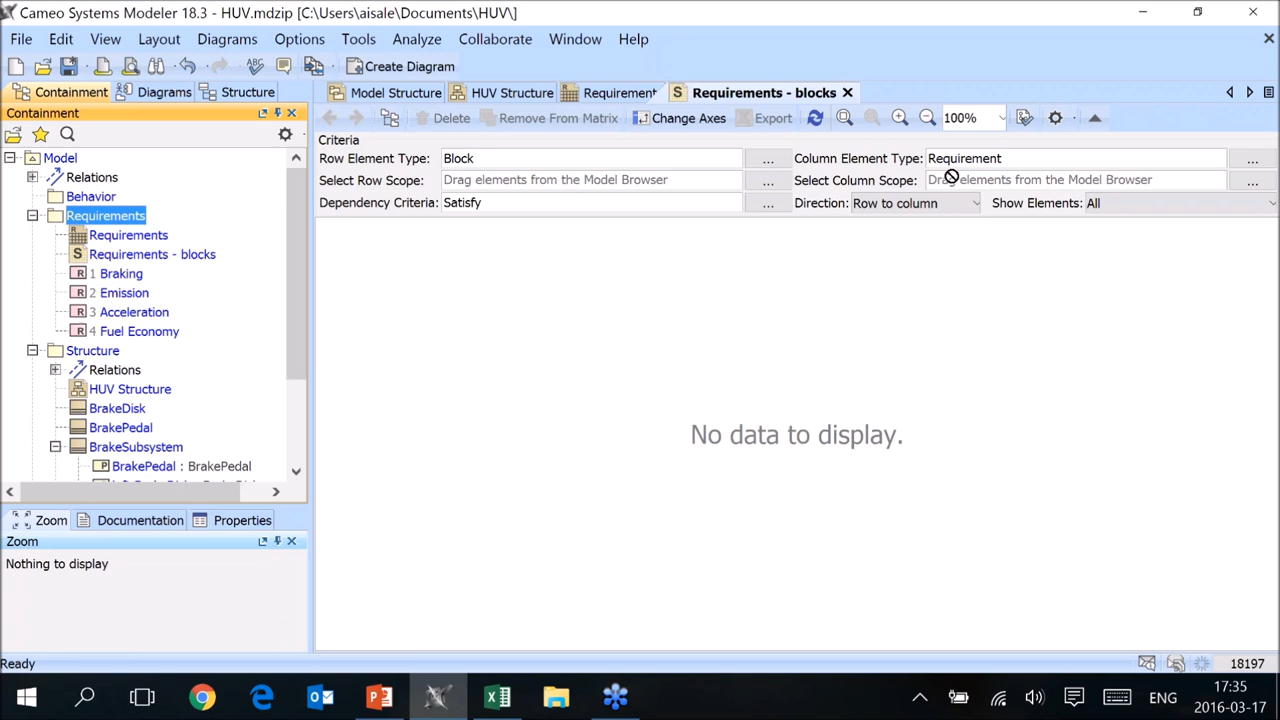 Cameo Systems Modeler 18.3 - HUV.mdzip [C:\Users\aisale\Documents\HUV\]
File Edit View Layout Diagrams Options Tools Analyze Collaborate Window Help
Create Diagram
Containment Diagrams Structure
Model Structure HUV Structure Requirement Requirements - blocks
Containment
Delete Remove From Matrix Change Axes Export 100%
Criteria
Row Element Type: Block ... Column Element Type: Requirement ...
Select Row Scope: Drag elements from the Model Browser ... Select Column Scope: Drag elements from the Model Browser ...
Dependency Criteria: Satisfy ... Direction: Row to column Show Elements: All
Model
Relations
Behavior
Requirements
Requirements
S Requirements - blocks
R 1 Braking
R 2 Emission
R 3 Acceleration
R 4 Fuel Economy
Structure
Relations
HUV Structure
BrakeDisk
BrakePedal
BrakeSubsystem
P BrakePedal : BrakePedal
No data to display.
Zoom Documentation Properties
Zoom
Nothing to display
Ready
18197
ENG
17:35
2016-03-17